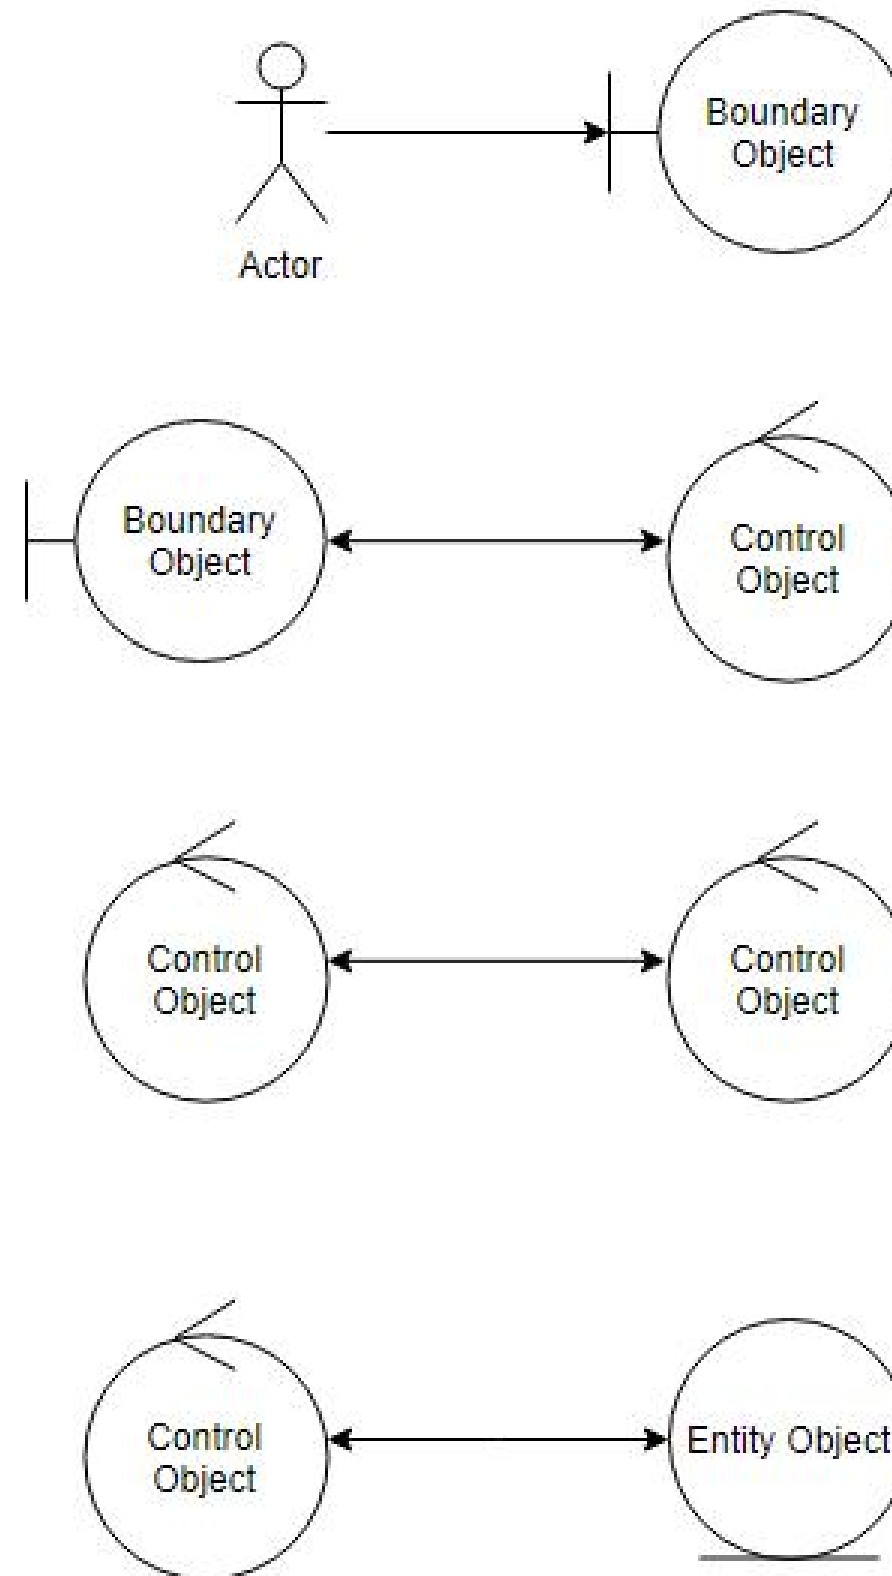 Boundary
Object
Actor
Boundary
Object
Control
Object
Control
Object
Control
Object
Control
Object
Entity Object